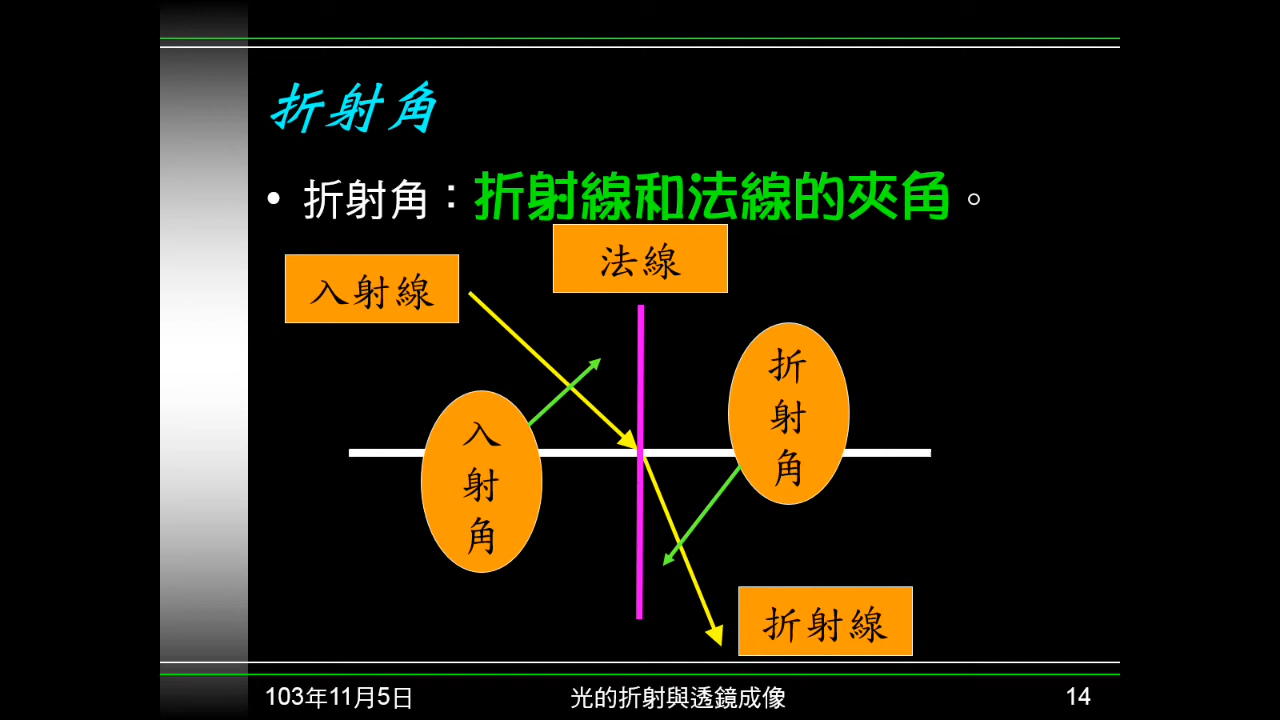 折射角
• 折射角：折射線和法線的夾角。
法線
入射線
折射角
入射角
折射線
103年11月5日
光的折射與透鏡成像
14